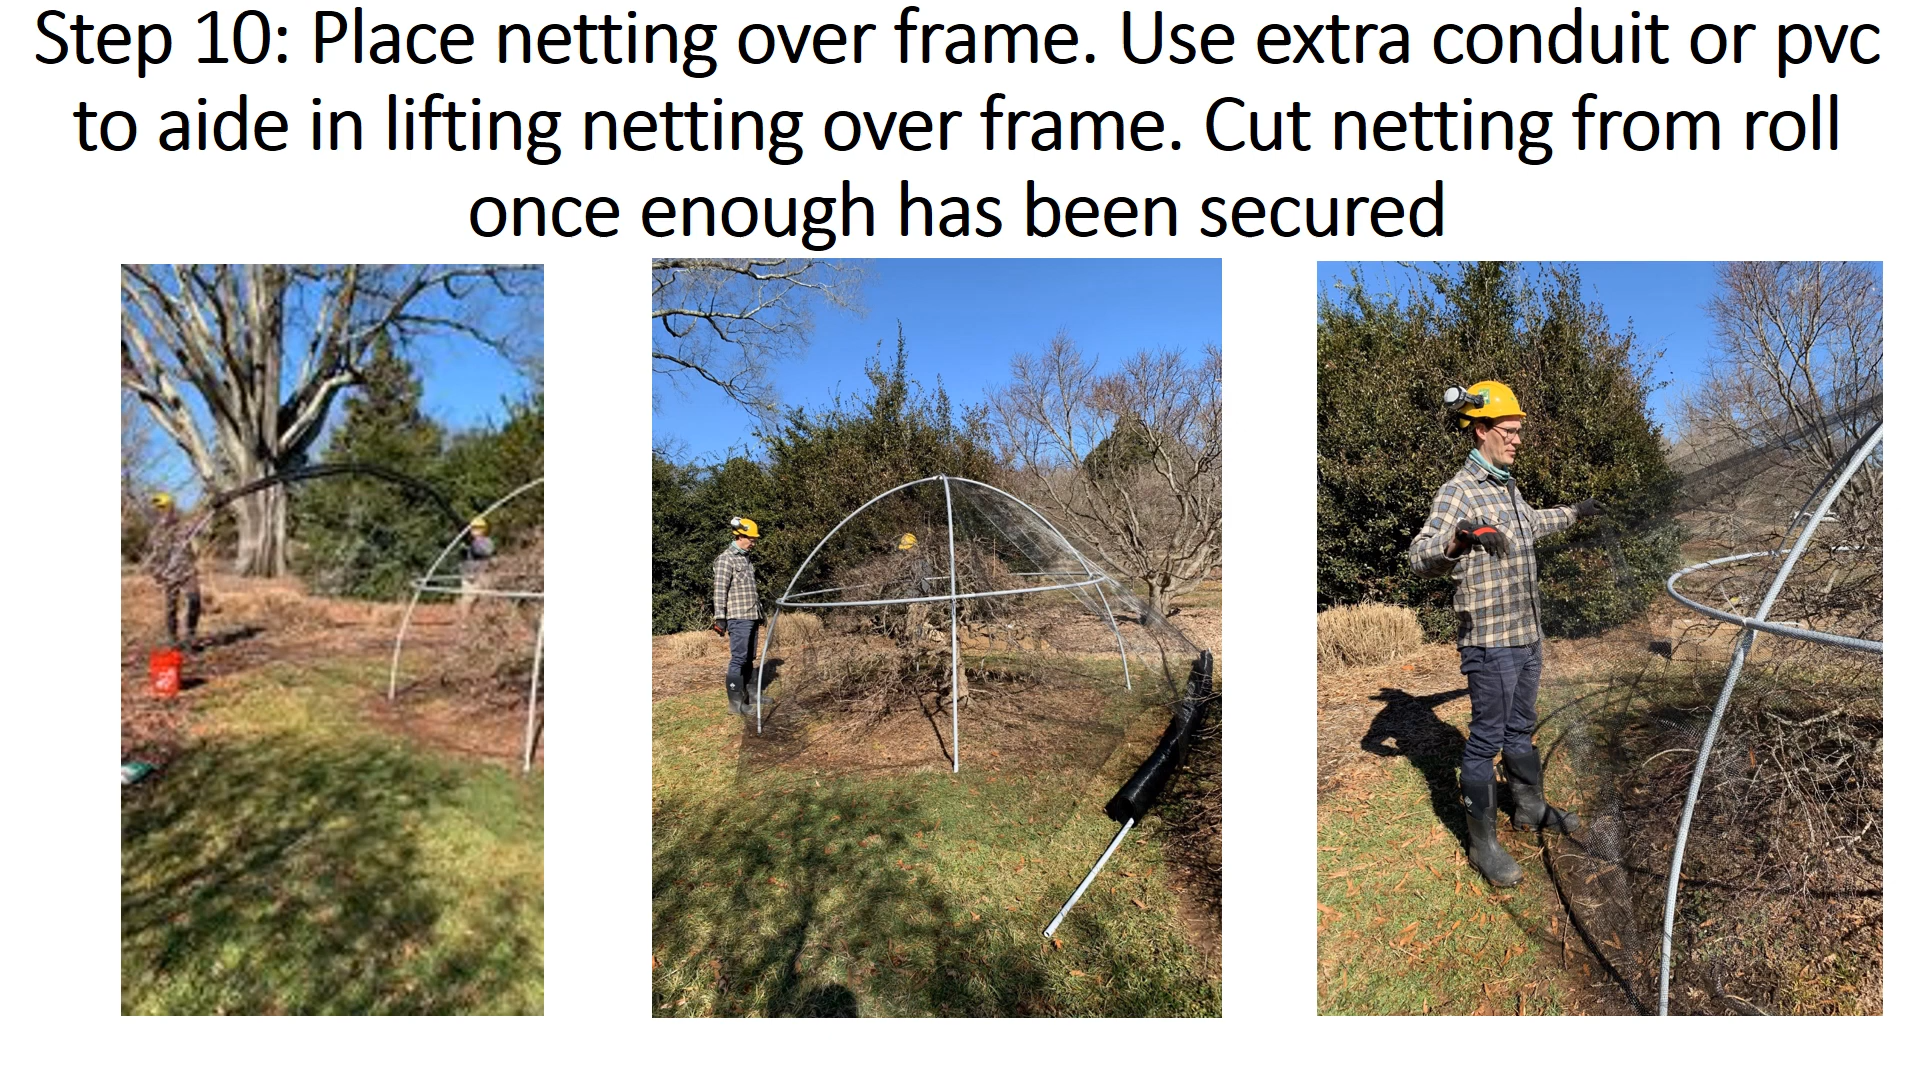 Step 10: Place netting over frame. Use extra conduit or pvc
to aide in lifting netting over frame. Cut netting from roll
once enough has been secured